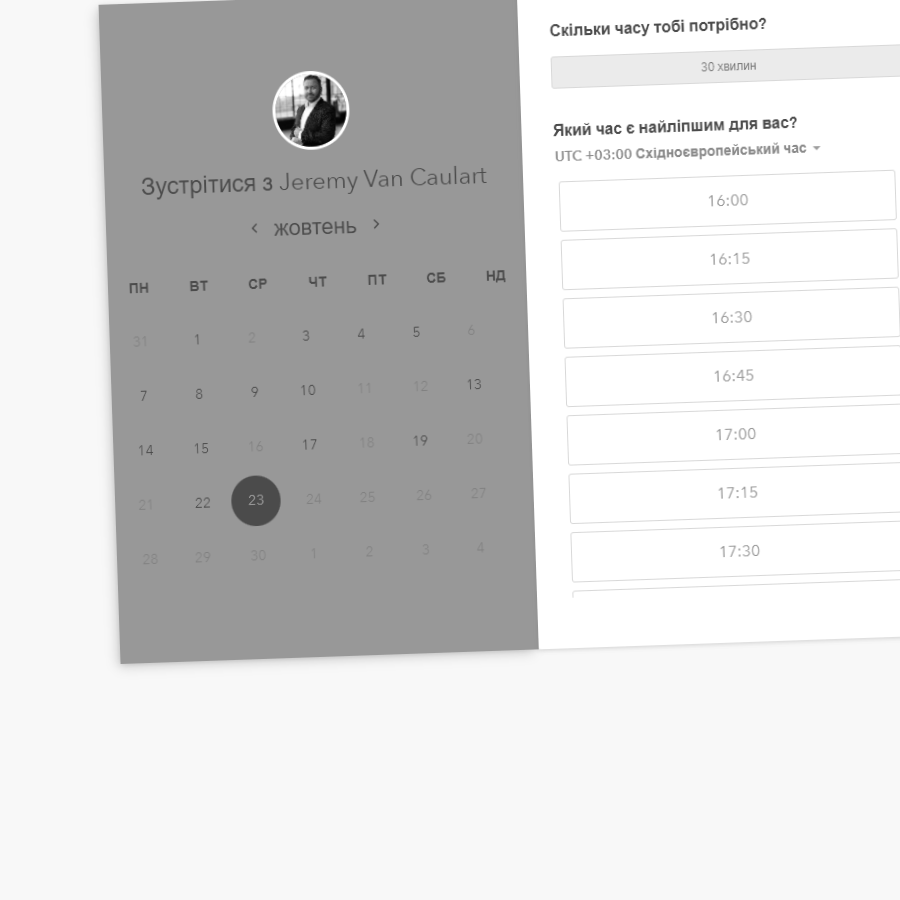 Зустрітися з Jeremy Van Caulart
‹ жовтень ›
ПН ВТ СР ЧТ ПТ СБ НД
31 1 2 3 4 5 6
7 8 9 10 11 12 13
14 15 16 17 18 19 20
21 22 23 24 25 26 27
28 29 30 1 2 3 4
Скільки часу тобі потрібно?
30 хвилин
Який час є найліпшим для вас?
UTC +03:00 Східноєвропейський час
16:00
16:15
16:30
16:45
17:00
17:15
17:30